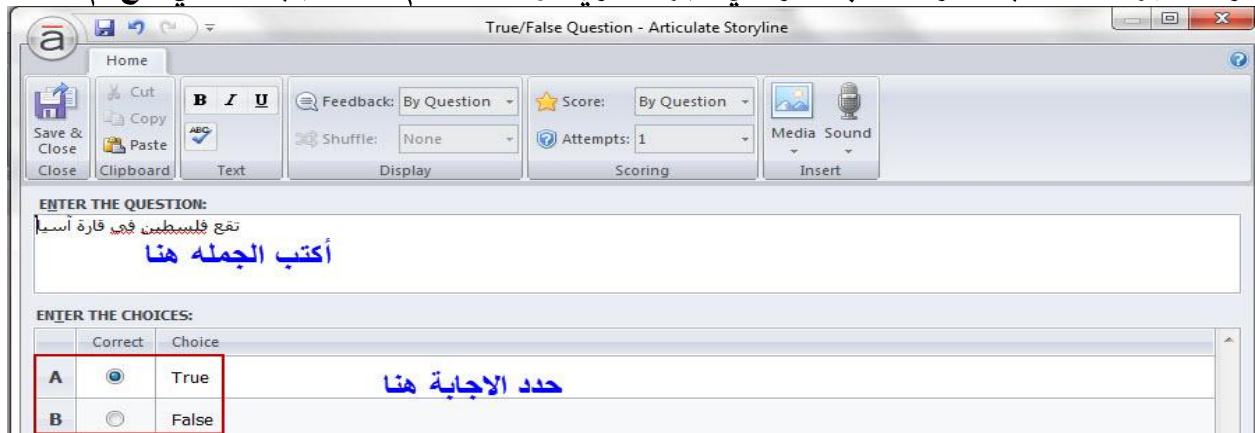 True/False Question - Articulate Storyline
Home
Save & Close
Cut
Copy
Paste
B I U
ABC
Feedback: By Question
Shuffle: None
Score: By Question
Attempts: 1
Media
Sound
Close
Clipboard
Text
Display
Scoring
Insert
ENTER THE QUESTION:
تقع فلسطين في قارة آسيا
أكتب الجمله هنا
ENTER THE CHOICES:
Correct Choice
A True
حدد الاجابة هنا
B False